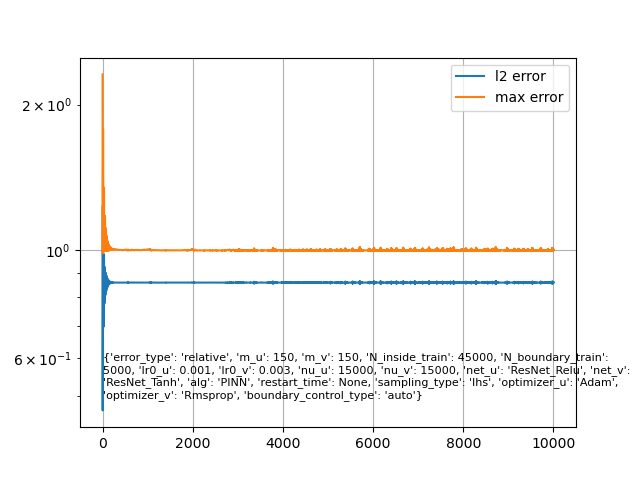 l2 error
max error
2 × 10⁰
10⁰
6 × 10⁻¹
{'error_type': 'relative', 'm_u': 150, 'm_v': 150, 'N_inside_train': 45000, 'N_boundary_train':
5000, 'lr0_u': 0.001, 'lr0_v': 0.003, 'nu_u': 15000, 'nu_v': 15000, 'net_u': 'ResNet_Relu', 'net_v':
'ResNet_Tanh', 'alg': 'PINN', 'restart_time': None, 'sampling_type': 'lhs', 'optimizer_u': 'Adam',
'optimizer_v': 'Rmsprop', 'boundary_control_type': 'auto'}
0 2000 4000 6000 8000 10000